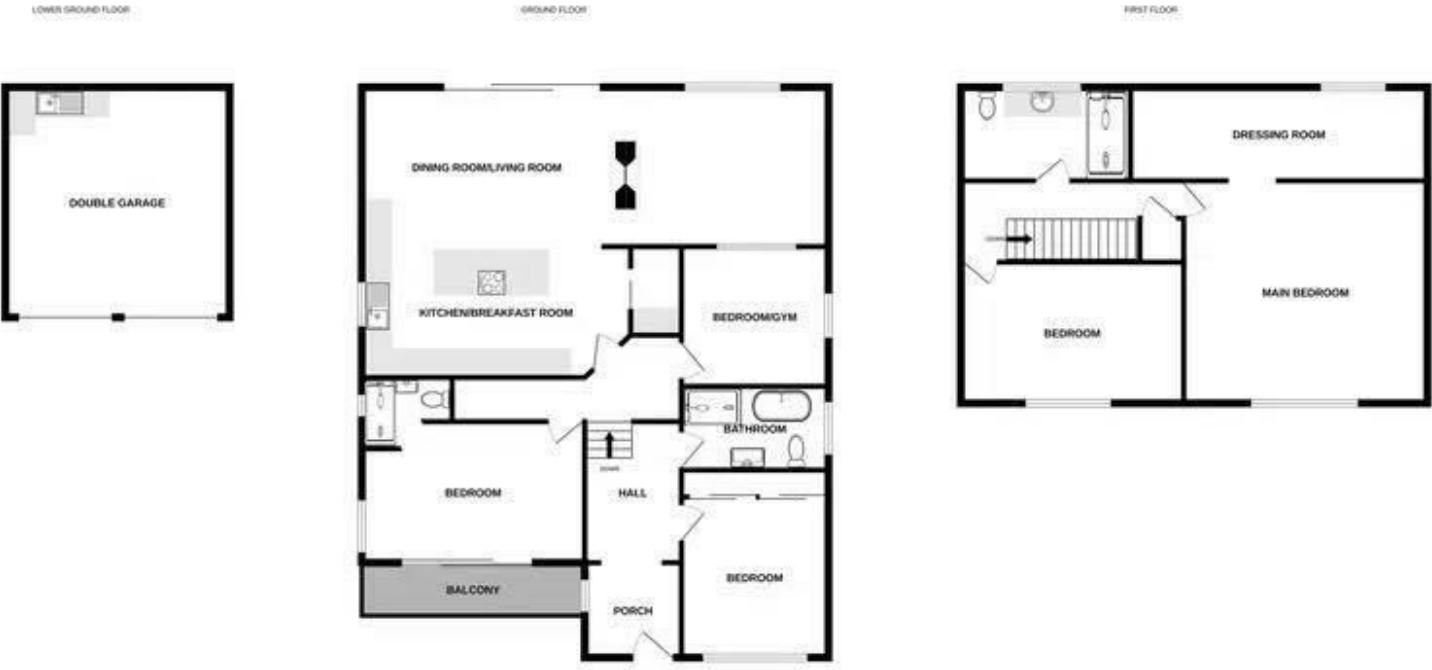 LOWER GROUND FLOOR
GROUND FLOOR
FIRST FLOOR
DOUBLE GARAGE
DINING ROOM/LIVING ROOM
KITCHEN/BREAKFAST ROOM
BEDROOM/GYM
BATHROOM
DOWN
BEDROOM
HALL
BEDROOM
BALCONY
PORCH
DRESSING ROOM
MAIN BEDROOM
BEDROOM